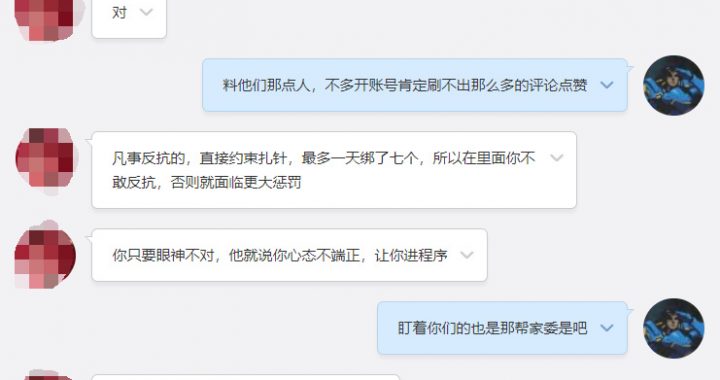 对
料他们那点人，不多开账号肯定刷不出那么多的评论点赞
凡事反抗的，直接约束扎针，最多一天绑了七个，所以在里面你不
敢反抗，否则就面临更大惩罚
你只要眼神不对，他就说你心态不端正，让你进程序
盯着你们的也是那帮家委是吧